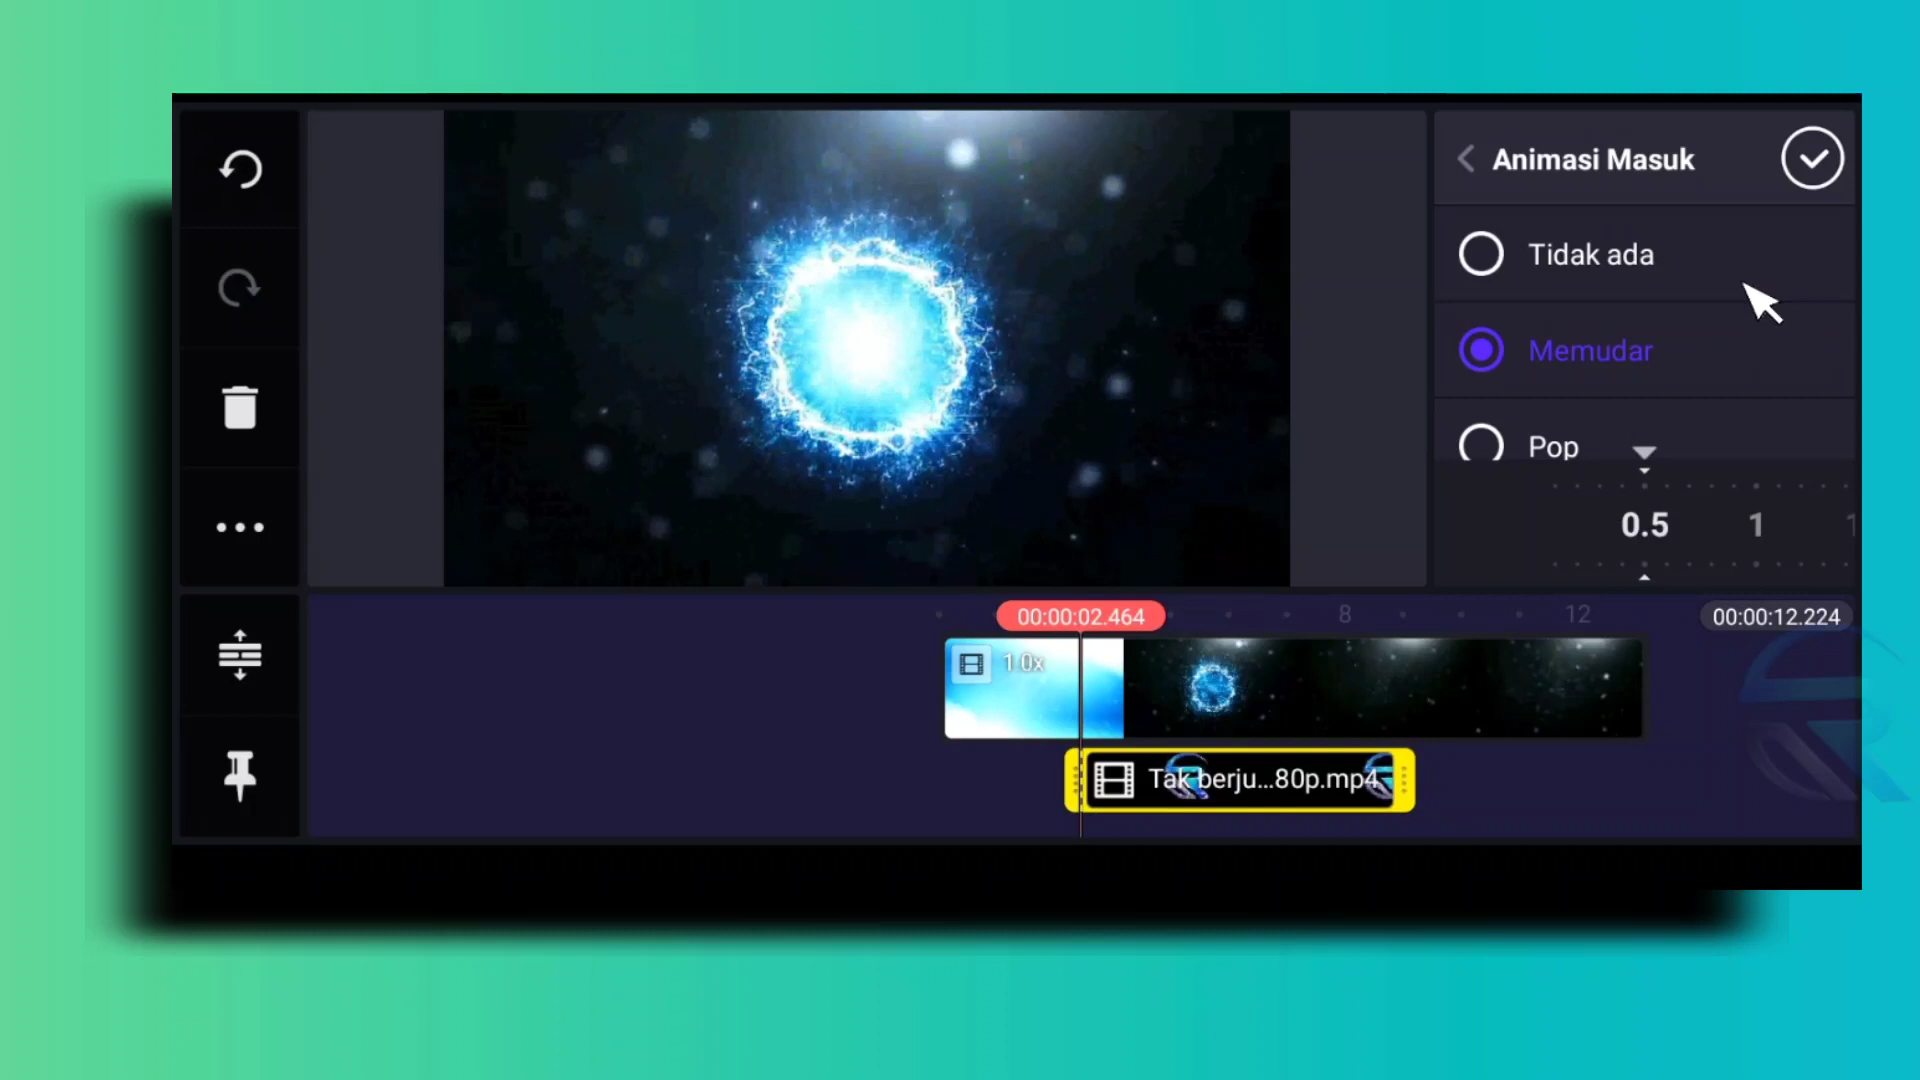 Animasi Masuk
Tidak ada
Memudar
Pop
0.5 1
00:00:02.464 8 12 00:00:12.224
1.0x
Tak berju...80p.mp4